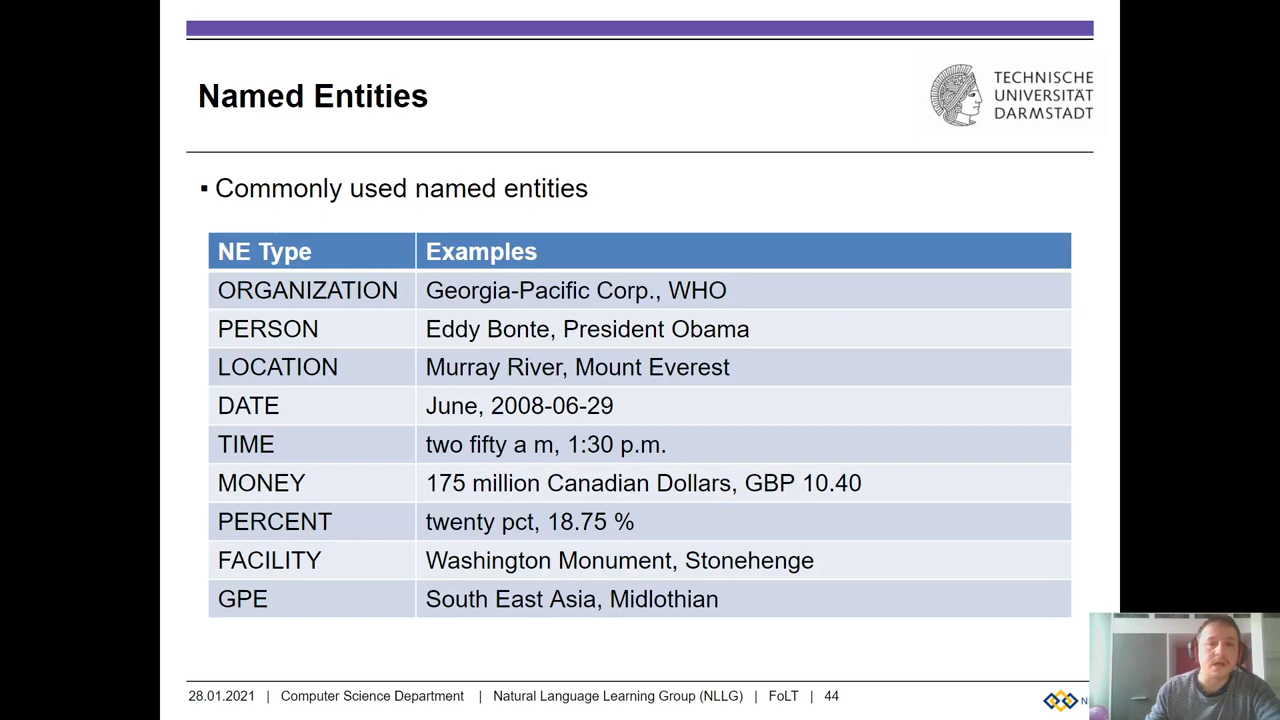 Named Entities
TECHNISCHE
UNIVERSITÄT
DARMSTADT
▪ Commonly used named entities
NE Type Examples
ORGANIZATION Georgia-Pacific Corp., WHO
PERSON Eddy Bonte, President Obama
LOCATION Murray River, Mount Everest
DATE June, 2008-06-29
TIME two fifty a m, 1:30 p.m.
MONEY 175 million Canadian Dollars, GBP 10.40
PERCENT twenty pct, 18.75 %
FACILITY Washington Monument, Stonehenge
GPE South East Asia, Midlothian
28.01.2021 | Computer Science Department | Natural Language Learning Group (NLLG) | FoLT | 44